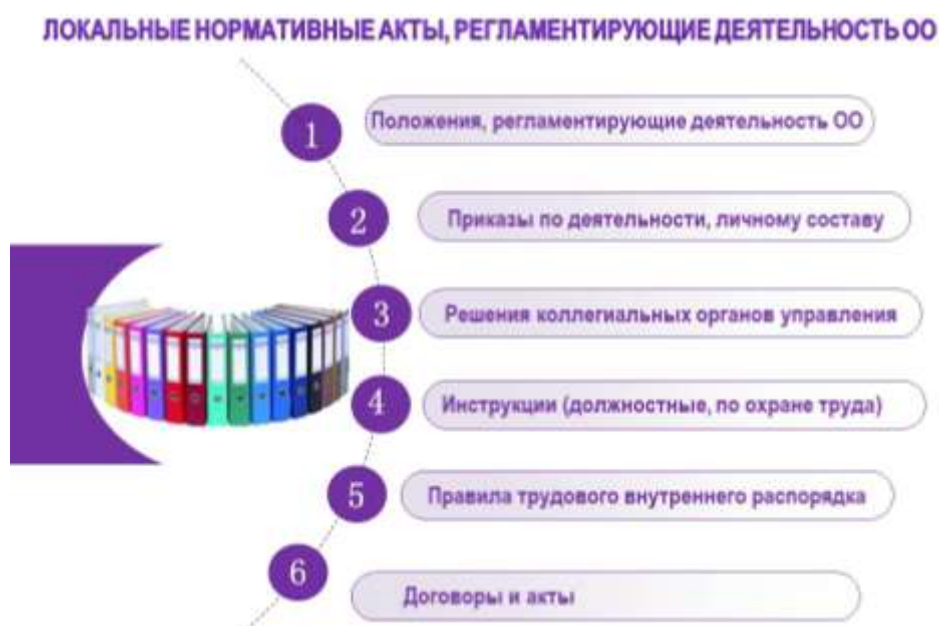 ЛОКАЛЬНЫЕ НОРМАТИВНЫЕ АКТЫ, РЕГЛАМЕНТИРУЮЩИЕ ДЕЯТЕЛЬНОСТЬ ОО
1
Положения, регламентирующие деятельность ОО
2
Приказы по деятельности, личному составу
3
Решения коллегиальных органов управления
4
Инструкции (должностные, по охране труда)
5
Правила трудового внутреннего распорядка
6
Договоры и акты